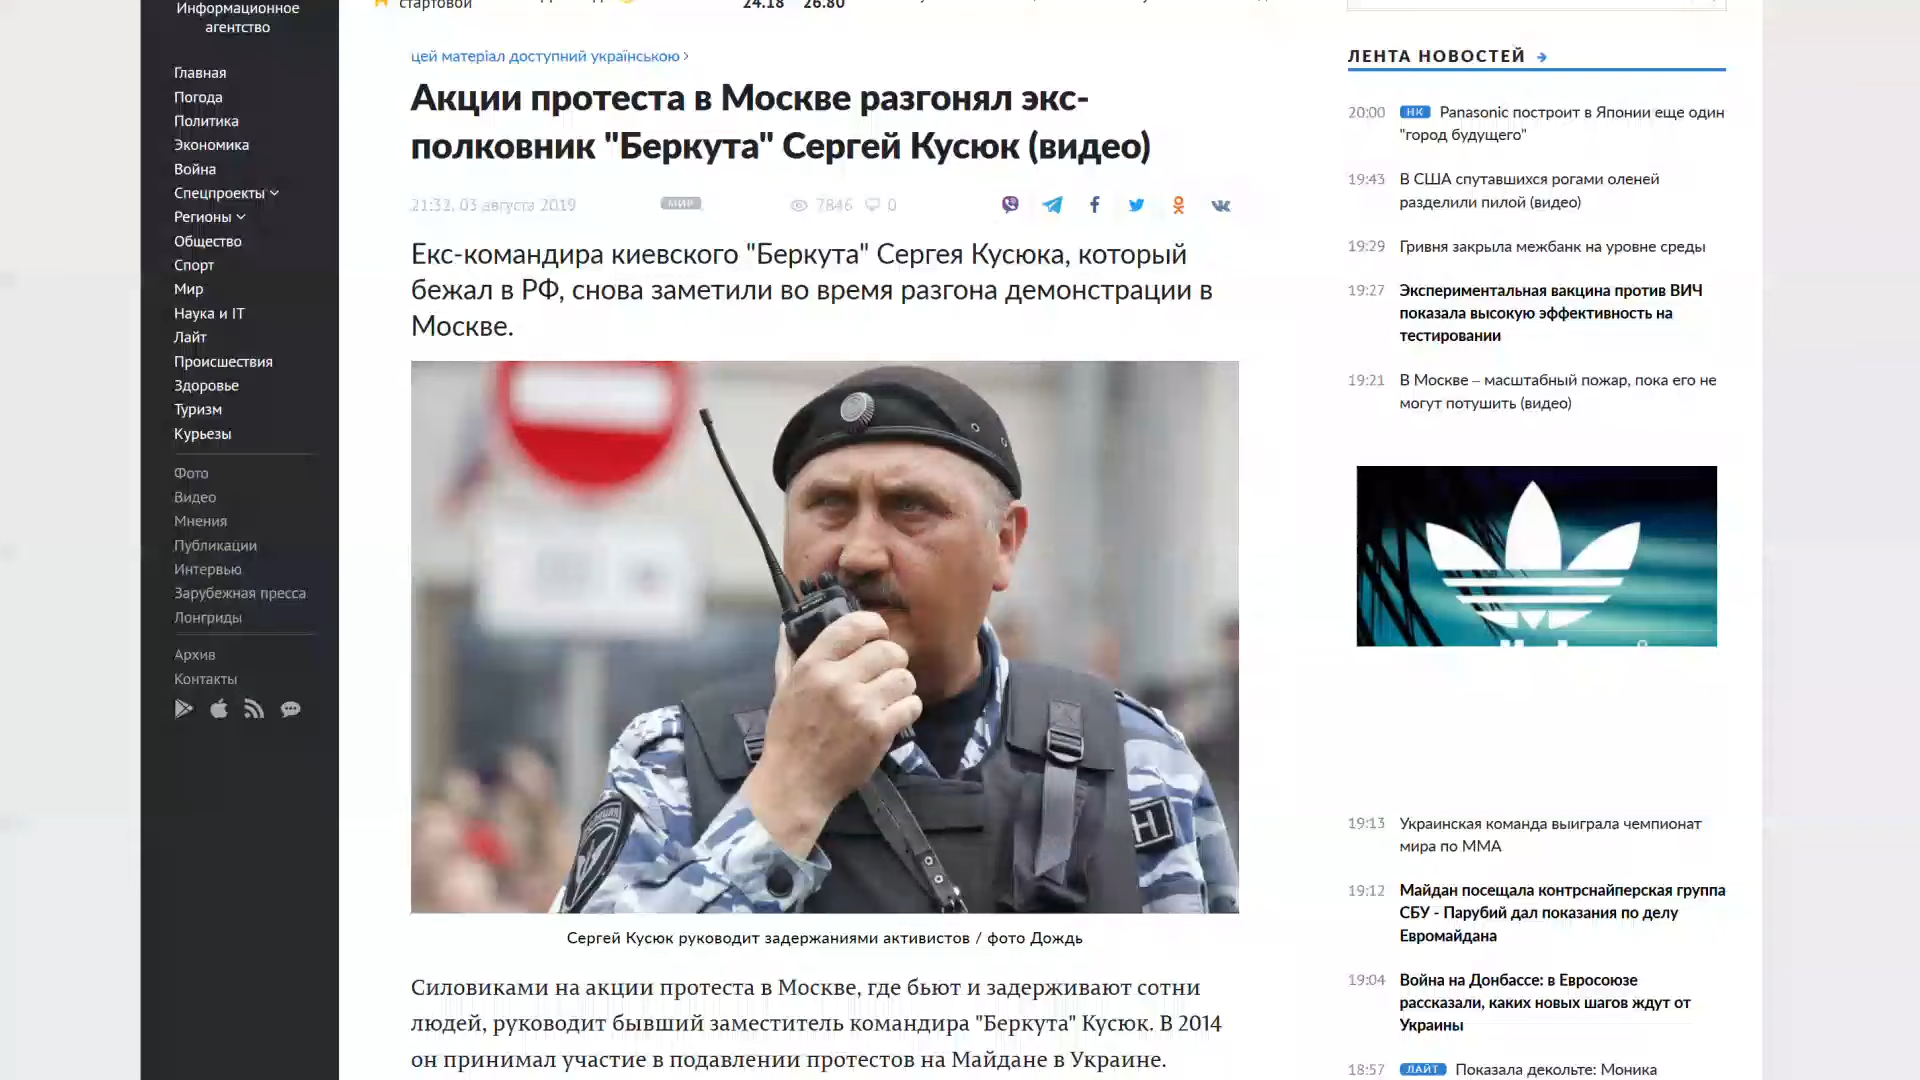 Информационное
агентство
Главная
Погода
Политика
Экономика
Война
Спецпроекты
Регионы
Общество
Спорт
Мир
Наука и IT
Лайт
Происшествия
Здоровье
Туризм
Курьезы
Фото
Видео
Мнения
Публикации
Интервью
Зарубежная пресса
Лонгриды
Архив
Контакты
стартовой
24.18 26.80
цей матеріал доступний українською
Акции протеста в Москве разгонял экс-
полковник "Беркута" Сергей Кусюк (видео)
21:32, 03 августа 2019 МИР 7846 0
Екс-командира киевского "Беркута" Сергея Кусюка, который
бежал в РФ, снова заметили во время разгона демонстрации в
Москве.
Сергей Кусюк руководит задержаниями активистов / фото Дождь
Силовиками на акции протеста в Москве, где бьют и задерживают сотни
людей, руководит бывший заместитель командира "Беркута" Кусюк. В 2014
он принимал участие в подавлении протестов на Майдане в Украине.
ЛЕНТА НОВОСТЕЙ
20:00 НК Panasonic построит в Японии еще один
"город будущего"
19:43 В США спутавшихся рогами оленей
разделили пилой (видео)
19:29 Гривня закрыла межбанк на уровне среды
19:27 Экспериментальная вакцина против ВИЧ
показала высокую эффективность на
тестировании
19:21 В Москве – масштабный пожар, пока его не
могут потушить (видео)
19:13 Украинская команда выиграла чемпионат
мира по ММА
19:12 Майдан посещала контрснайперская группа
СБУ - Парубий дал показания по делу
Евромайдана
19:04 Война на Донбассе: в Евросоюзе
рассказали, каких новых шагов ждут от
Украины
18:57 ЛАЙТ Показала декольте: Моника